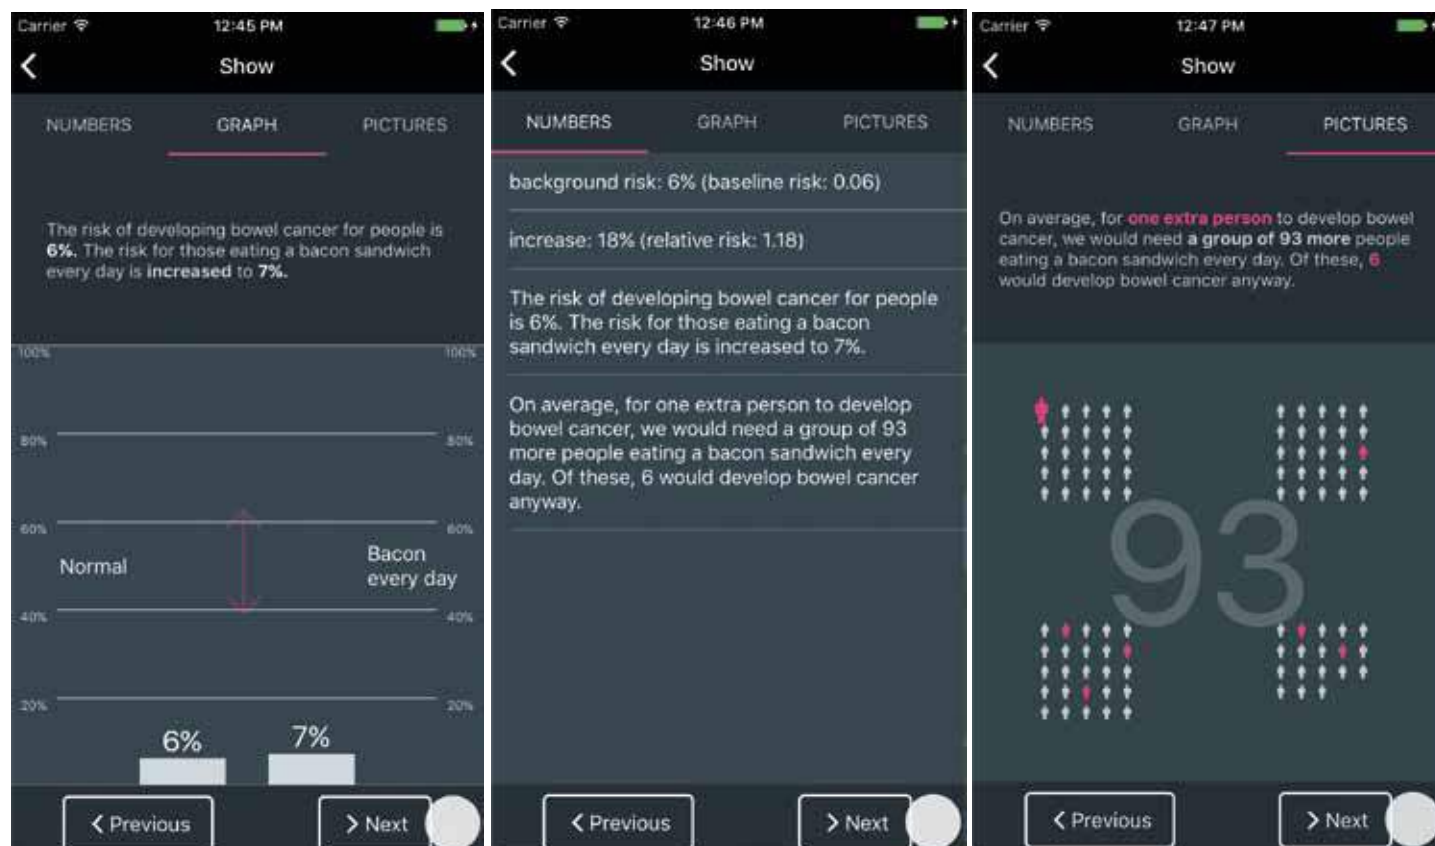 Carrier
12:45 PM
Show
NUMBERS GRAPH PICTURES
The risk of developing bowel cancer for people is
6%. The risk for those eating a bacon sandwich
every day is increased to 7%.
100% 100%
80% 80%
60% 60%
Normal
Bacon
every day
40% 40%
20% 20%
6% 7%
Previous Next
Carrier
12:46 PM
Show
NUMBERS GRAPH PICTURES
background risk: 6% (baseline risk: 0.06)
increase: 18% (relative risk: 1.18)
The risk of developing bowel cancer for people
is 6%. The risk for those eating a bacon
sandwich every day is increased to 7%.
On average, for one extra person to develop
bowel cancer, we would need a group of 93
more people eating a bacon sandwich every
day. Of these, 6 would develop bowel cancer
anyway.
Previous Next
Carrier
12:47 PM
Show
NUMBERS GRAPH PICTURES
On average, for one extra person to develop bowel
cancer, we would need a group of 93 more people
eating a bacon sandwich every day. Of these, 6
would develop bowel cancer anyway.
93
Previous Next